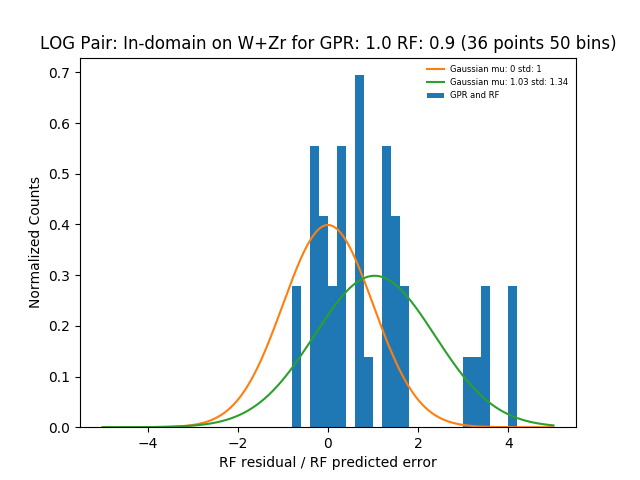 LOG Pair: In-domain on W+Zr for GPR: 1.0 RF: 0.9 (36 points 50 bins)
Gaussian mu: 0 std: 1
Gaussian mu: 1.03 std: 1.34
GPR and RF
Normalized Counts
0.7
0.6
0.5
0.4
0.3
0.2
0.1
0.0
−4 −2 0 2 4
RF residual / RF predicted error